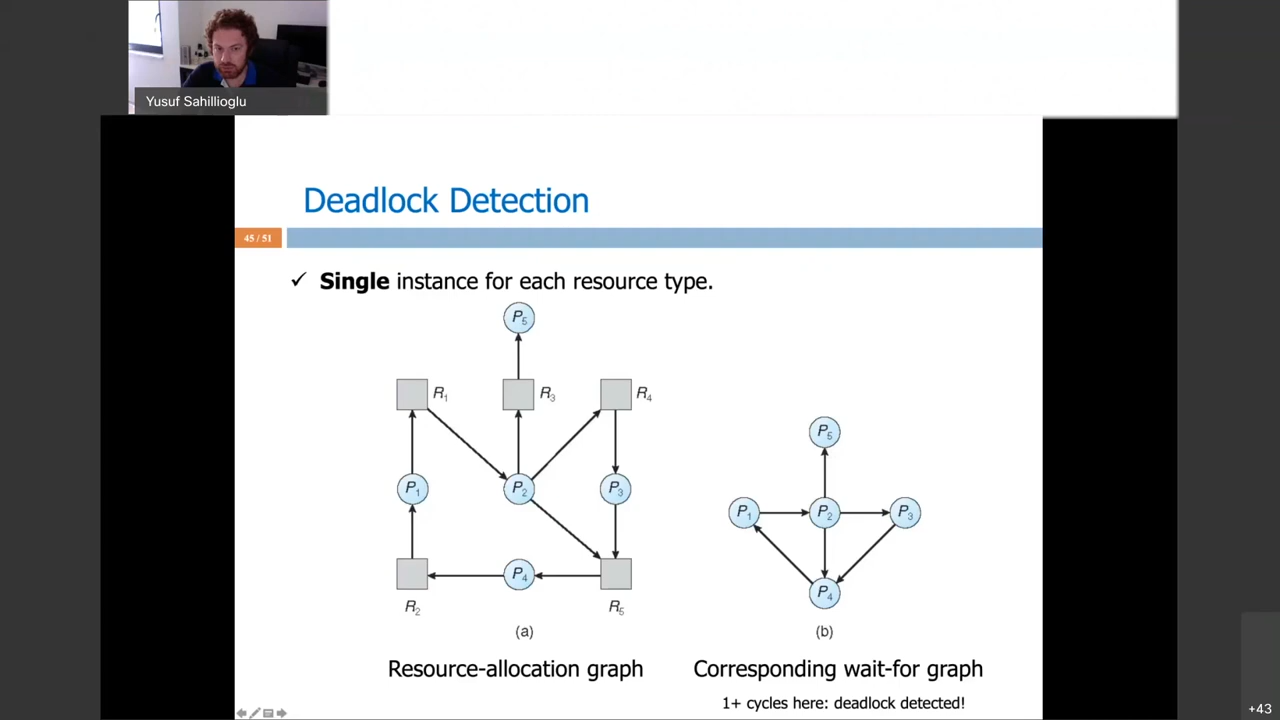 Yusuf Sahillioglu
Deadlock Detection
45 / 51
✓ Single instance for each resource type.
P5
R1
R3
R4
P1
P2
P3
P4
R2
R5
(a)
Resource-allocation graph
P5
P1
P2
P3
P4
(b)
Corresponding wait-for graph
1+ cycles here: deadlock detected!
+43